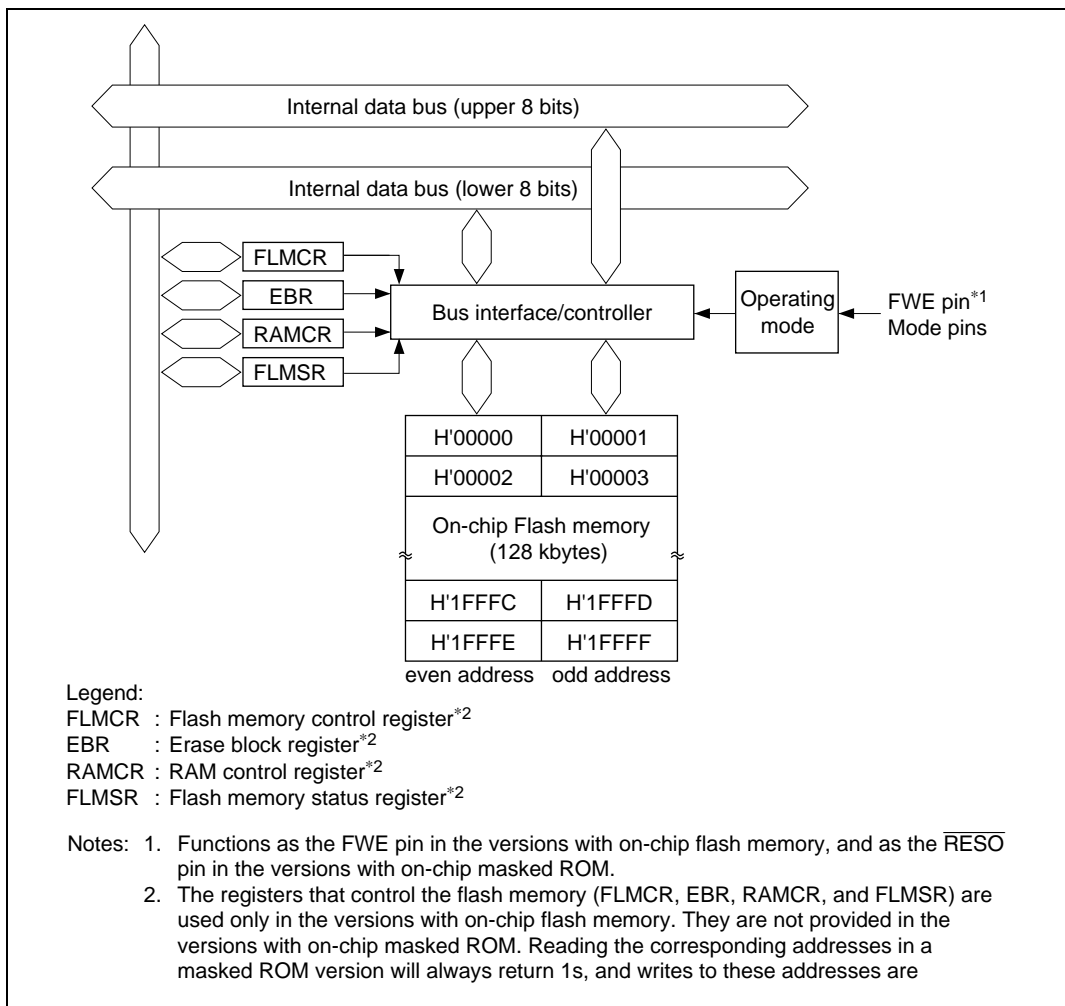 Internal data bus (upper 8 bits)
Internal data bus (lower 8 bits)
FLMCR
EBR
RAMCR
FLMSR
Bus interface/controller
Operating
mode
FWE pin*1
Mode pins
H'00000 H'00001
H'00002 H'00003
On-chip Flash memory
(128 kbytes)
H'1FFFC H'1FFFD
H'1FFFE H'1FFFF
even address odd address
Legend:
FLMCR : Flash memory control register*2
EBR : Erase block register*2
RAMCR : RAM control register*2
FLMSR : Flash memory status register*2
Notes: 1. Functions as the FWE pin in the versions with on-chip flash memory, and as the RESO
pin in the versions with on-chip masked ROM.
2. The registers that control the flash memory (FLMCR, EBR, RAMCR, and FLMSR) are
used only in the versions with on-chip flash memory. They are not provided in the
versions with on-chip masked ROM. Reading the corresponding addresses in a
masked ROM version will always return 1s, and writes to these addresses are